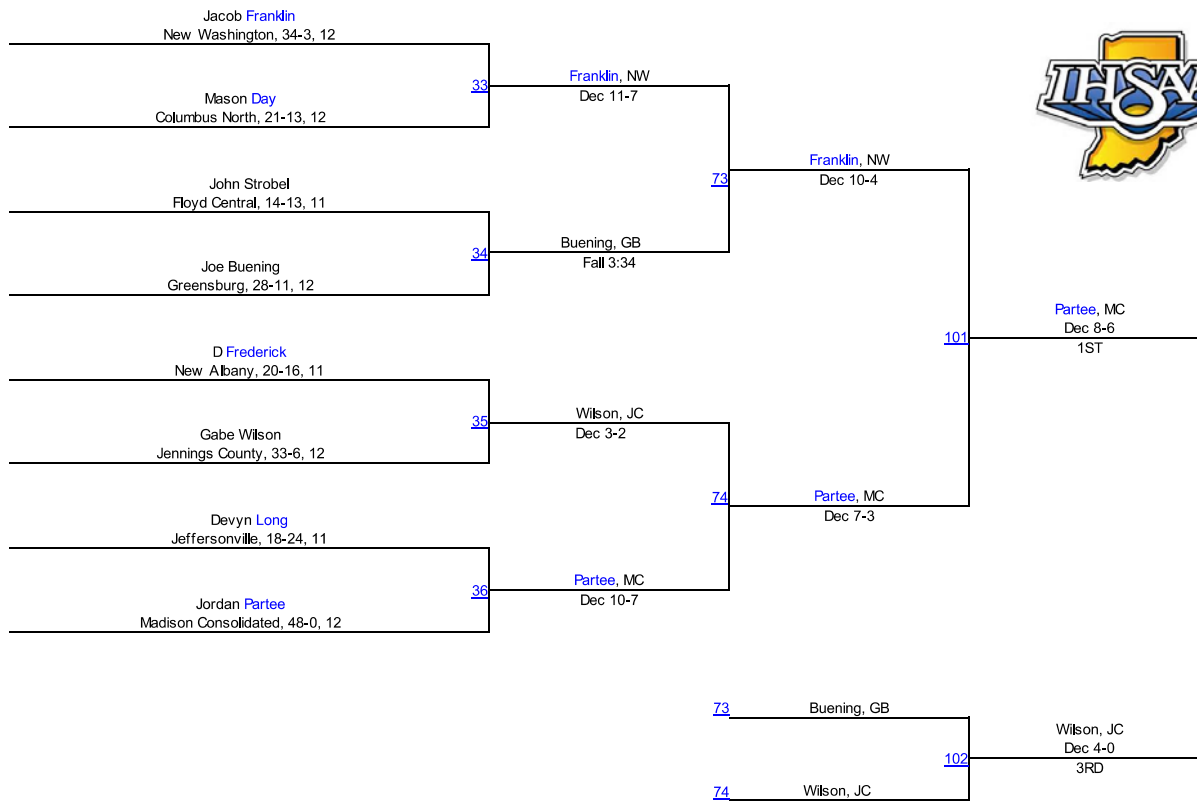 Jacob Franklin
New Washington, 34-3, 12
33
Mason Day
Columbus North, 21-13, 12
Franklin, NW
Dec 11-7
John Strobel
Floyd Central, 14-13, 11
34
Joe Buening
Greensburg, 28-11, 12
Buening, GB
Fall 3:34
73
Franklin, NW
Dec 10-4
D Frederick
New Albany, 20-16, 11
35
Gabe Wilson
Jennings County, 33-6, 12
Wilson, JC
Dec 3-2
Devyn Long
Jeffersonville, 18-24, 11
36
Jordan Partee
Madison Consolidated, 48-0, 12
Partee, MC
Dec 10-7
74
Partee, MC
Dec 7-3
101
Partee, MC
Dec 8-6
1ST
73
Buening, GB
102
74
Wilson, JC
Wilson, JC
Dec 4-0
3RD
IHSAA